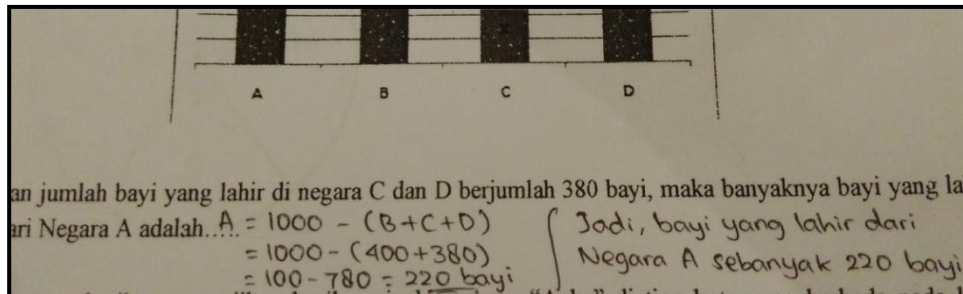 A B C D
an jumlah bayi yang lahir di negara C dan D berjumlah 380 bayi, maka banyaknya bayi yang la
ari Negara A adalah..... A = 1000 - (B+C+D)
= 1000 - (400+380)
= 100 - 780 = 220 bayi
Jadi, bayi yang lahir dari
Negara A sebanyak 220 bayi